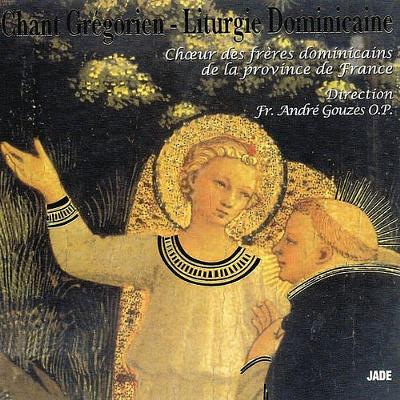 Chant Grégorien - Liturgie Dominicaine
Chœur des frères dominicains
de la province de France
Direction
Fr. André Gouzes O.P.
JADE